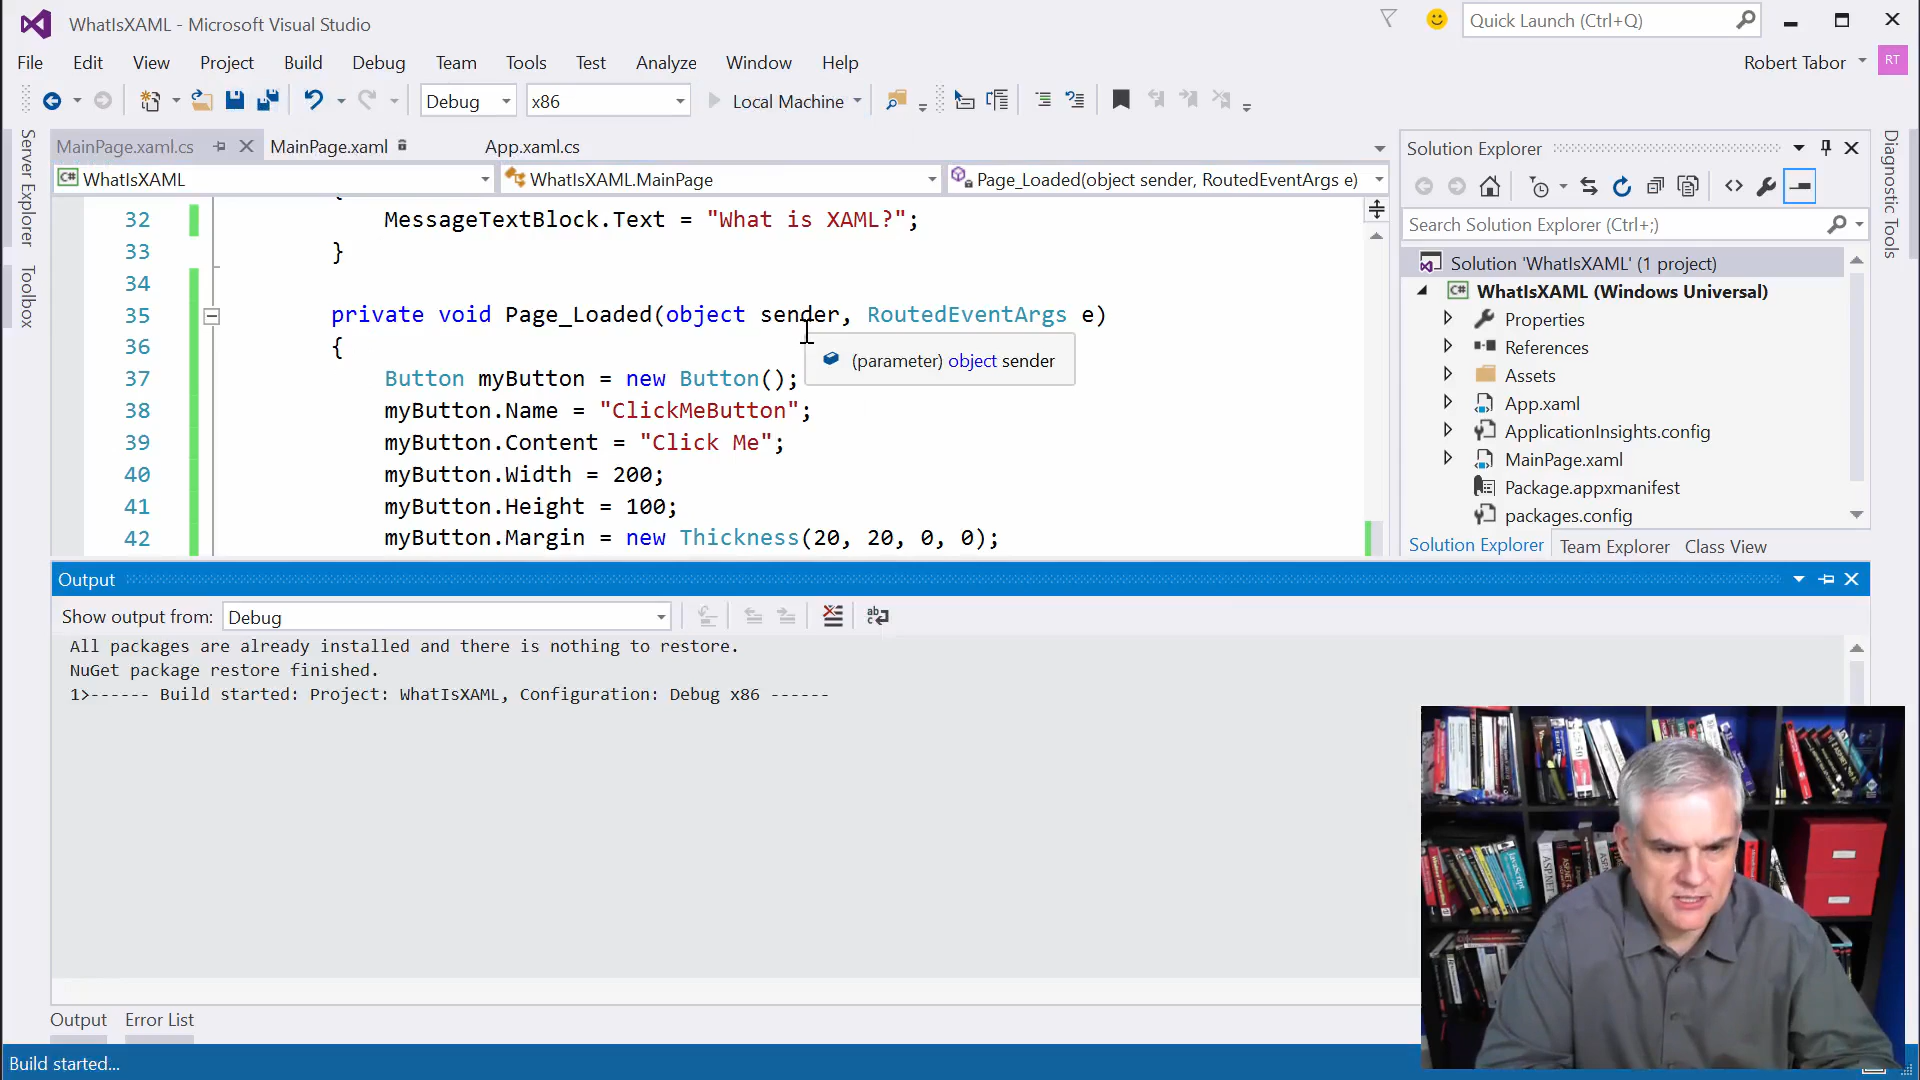 WhatIsXAML - Microsoft Visual Studio
Quick Launch (Ctrl+Q)
File Edit View Project Build Debug Team Tools Test Analyze Window Help
Robert Tabor RT
Debug x86 Local Machine
MainPage.xaml.cs MainPage.xaml App.xaml.cs
WhatIsXAML WhatIsXAML.MainPage Page_Loaded(object sender, RoutedEventArgs e)
Server Explorer
Toolbox
32 MessageTextBlock.Text = "What is XAML?";
33 }
34
35 private void Page_Loaded(object sender, RoutedEventArgs e)
36 {
(parameter) object sender
37 Button myButton = new Button();
38 myButton.Name = "ClickMeButton";
39 myButton.Content = "Click Me";
40 myButton.Width = 200;
41 myButton.Height = 100;
42 myButton.Margin = new Thickness(20, 20, 0, 0);
Solution Explorer
Search Solution Explorer (Ctrl+;)
Solution 'WhatIsXAML' (1 project)
WhatIsXAML (Windows Universal)
Properties
References
Assets
App.xaml
ApplicationInsights.config
MainPage.xaml
Package.appxmanifest
packages.config
Solution Explorer Team Explorer Class View
Diagnostic Tools
Output
Show output from: Debug
All packages are already installed and there is nothing to restore.
NuGet package restore finished.
1>------ Build started: Project: WhatIsXAML, Configuration: Debug x86 ------
Output Error List
Build started...